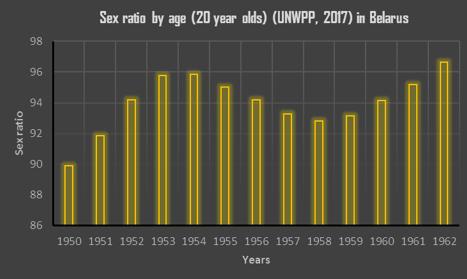 Sex ratio by age (20 year olds) (UNWPP, 2017) in Belarus
98
96
94
92
90
88
86
Sex ratio
1950 1951 1952 1953 1954 1955 1956 1957 1958 1959 1960 1961 1962
Years